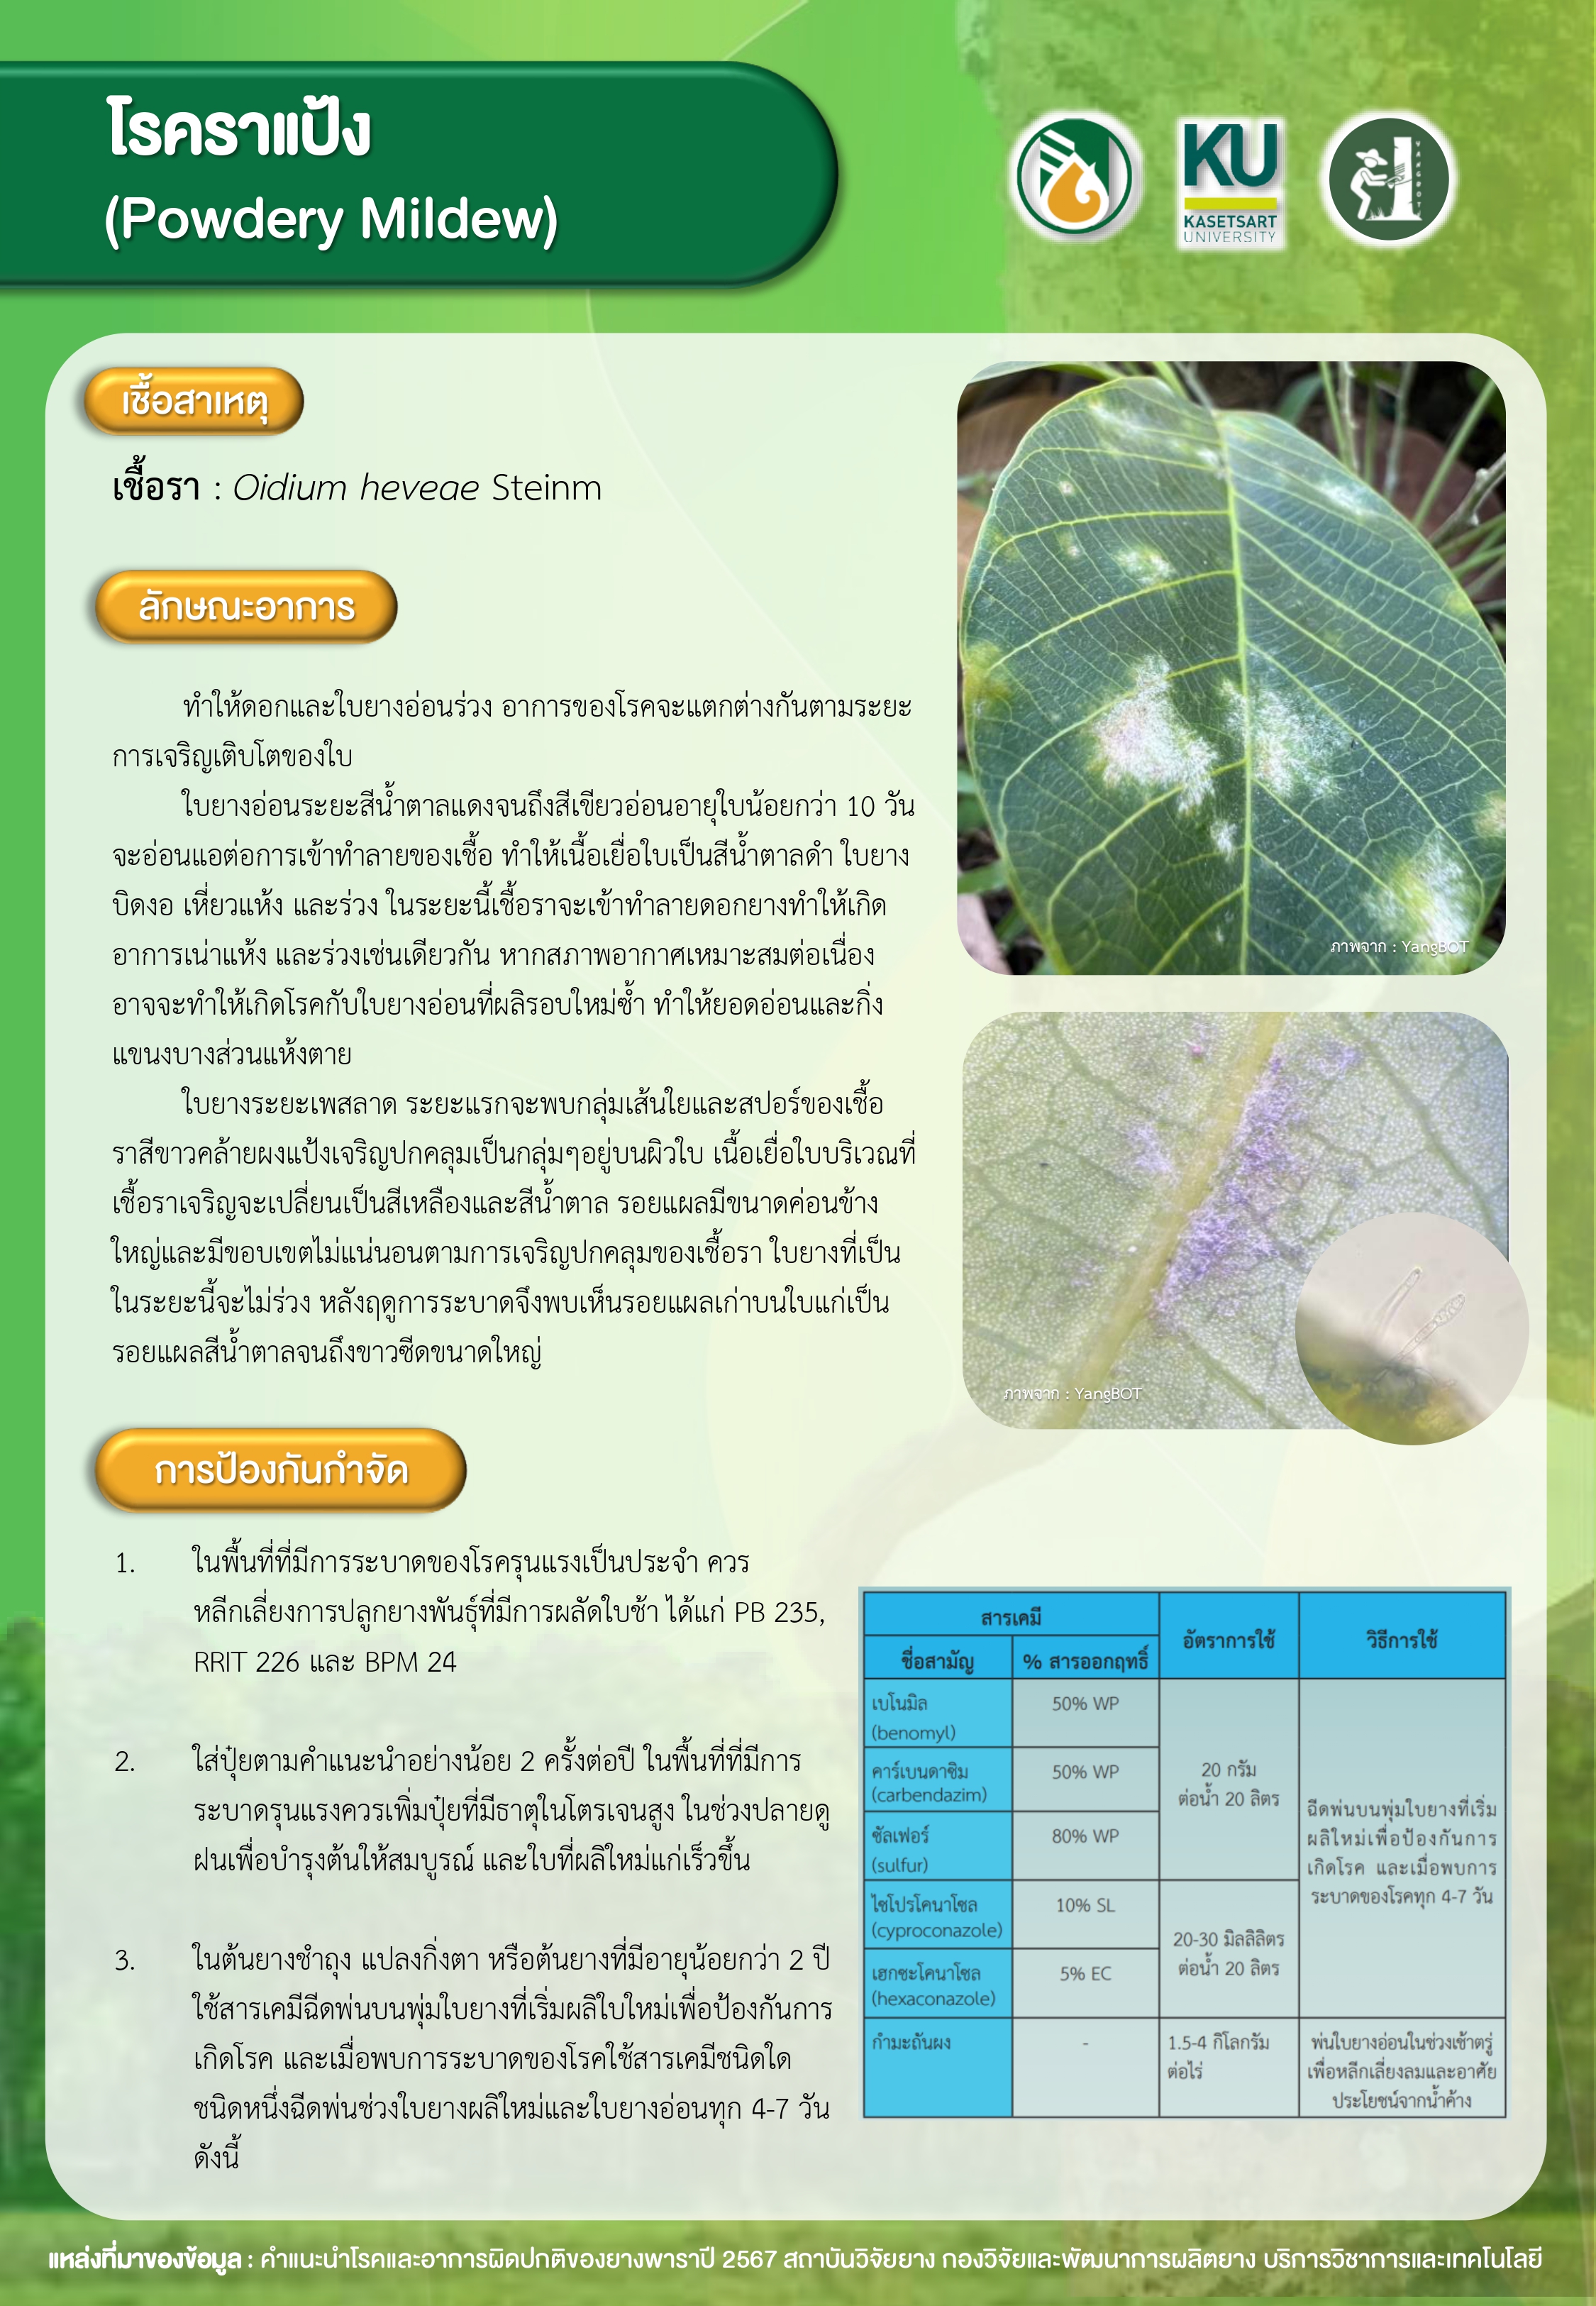 โรคราแป้ง
(Powdery Mildew)
KU
KASETSART
UNIVERSITY
YANGBOT
เชื้อสาเหตุ
เชื้อรา : Oidium heveae Steinm
ลักษณะอาการ
ทำให้ดอกและใบยางอ่อนร่วง อาการของโรคจะแตกต่างกันตามระยะ
การเจริญเติบโตของใบ
ใบยางอ่อนระยะสีน้ำตาลแดงจนถึงสีเขียวอ่อนอายุใบน้อยกว่า 10 วัน
จะอ่อนแอต่อการเข้าทำลายของเชื้อ ทำให้เนื้อเยื่อใบเป็นสีน้ำตาลดำ ใบยาง
บิดงอ เหี่ยวแห้ง และร่วง ในระยะนี้เชื้อราจะเข้าทำลายดอกยางทำให้เกิด
อาการเน่าแห้ง และร่วงเช่นเดียวกัน หากสภาพอากาศเหมาะสมต่อเนื่อง
อาจจะทำให้เกิดโรคกับใบยางอ่อนที่ผลิรอบใหม่ซ้ำ ทำให้ยอดอ่อนและกิ่ง
แขนงบางส่วนแห้งตาย
ใบยางระยะเพสลาด ระยะแรกจะพบกลุ่มเส้นใยและสปอร์ของเชื้อ
ราสีขาวคล้ายผงแป้งเจริญปกคลุมเป็นกลุ่มๆอยู่บนผิวใบ เนื้อเยื่อใบบริเวณที่
เชื้อราเจริญจะเปลี่ยนเป็นสีเหลืองและสีน้ำตาล รอยแผลมีขนาดค่อนข้าง
ใหญ่และมีขอบเขตไม่แน่นอนตามการเจริญปกคลุมของเชื้อรา ใบยางที่เป็น
ในระยะนี้จะไม่ร่วง หลังฤดูการระบาดจึงพบเห็นรอยแผลเก่าบนใบแก่เป็น
รอยแผลสีน้ำตาลจนถึงขาวซีดขนาดใหญ่
ภาพจาก : YangBOT
ภาพจาก : YangBOT
การป้องกันกำจัด
1. ในพื้นที่ที่มีการระบาดของโรครุนแรงเป็นประจำ ควร
หลีกเลี่ยงการปลูกยางพันธุ์ที่มีการผลัดใบช้า ได้แก่ PB 235,
RRIT 226 และ BPM 24
2. ใส่ปุ๋ยตามคำแนะนำอย่างน้อย 2 ครั้งต่อปี ในพื้นที่ที่มีการ
ระบาดรุนแรงควรเพิ่มปุ๋ยที่มีธาตุในโตรเจนสูง ในช่วงปลายดู
ฝนเพื่อบำรุงต้นให้สมบูรณ์ และใบที่ผลิใหม่แก่เร็วขึ้น
3. ในต้นยางชำถุง แปลงกิ่งตา หรือต้นยางที่มีอายุน้อยกว่า 2 ปี
ใช้สารเคมีฉีดพ่นบนพุ่มใบยางที่เริ่มผลิใบใหม่เพื่อป้องกันการ
เกิดโรค และเมื่อพบการระบาดของโรคใช้สารเคมีชนิดใด
ชนิดหนึ่งฉีดพ่นช่วงใบยางผลิใหม่และใบยางอ่อนทุก 4-7 วัน
ดังนี้
สารเคมี
อัตราการใช้
วิธีการใช้
ชื่อสามัญ
% สารออกฤทธิ์
เบโนมิล
(benomyl)
50% WP
คาร์เบนดาซิม
(carbendazim)
50% WP
ซัลเฟอร์
(sulfur)
80% WP
20 กรัม
ต่อน้ำ 20 ลิตร
ไซโปรโคนาโซล
(cyproconazole)
10% SL
เฮกซะโคนาโซล
(hexaconazole)
5% EC
20-30 มิลลิลิตร
ต่อน้ำ 20 ลิตร
ฉีดพ่นบนพุ่มใบยางที่เริ่ม
ผลิใหม่เพื่อป้องกันการ
เกิดโรค และเมื่อพบการ
ระบาดของโรคทุก 4-7 วัน
กำมะถันผง
-
1.5-4 กิโลกรัม
ต่อไร่
พ่นใบยางอ่อนในช่วงเช้าตรู่
เพื่อหลีกเลี่ยงลมและอาศัย
ประโยชน์จากน้ำค้าง
แหล่งที่มาของข้อมูล : คำแนะนำโรคและอาการผิดปกติของยางพาราปี 2567 สถาบันวิจัยยาง กองวิจัยและพัฒนาการผลิตยาง บริการวิชาการและเทคโนโลยี